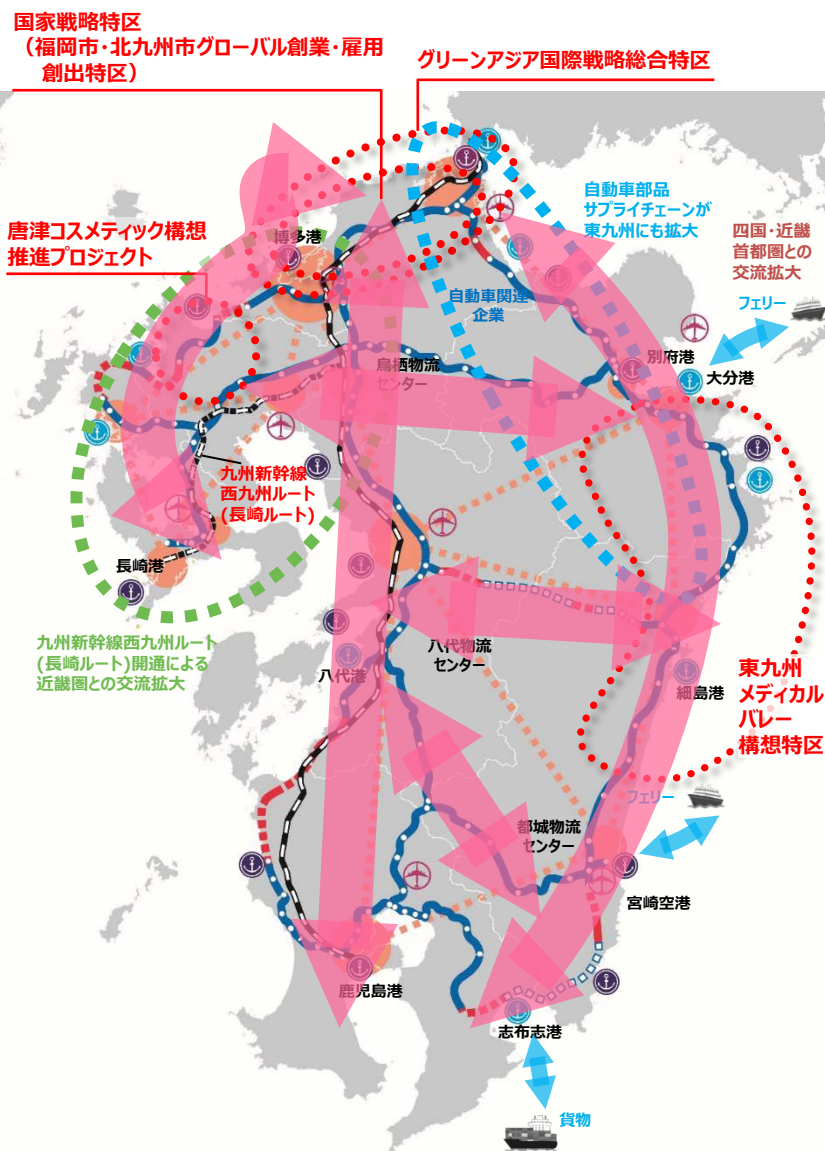 国家戦略特区
（福岡市・北九州市グローバル創業・雇用
創出特区）
グリーンアジア国際戦略総合特区
自動車部品
サプライチェーンが
東九州にも拡大
四国・近畿
首都圏との
交流拡大
唐津コスメティック構想
推進プロジェクト
博多港
フェリー
自動車関連
企業
別府港
大分港
鳥栖物流
センター
九州新幹線
西九州ルート
(長崎ルート)
長崎港
九州新幹線西九州ルート
(長崎ルート)開通による
近畿圏との交流拡大
八代物流
センター
八代港
細島港
東九州
メディカル
バレー
構想特区
フェリー
都城物流
センター
宮崎空港
鹿児島港
志布志港
貨物